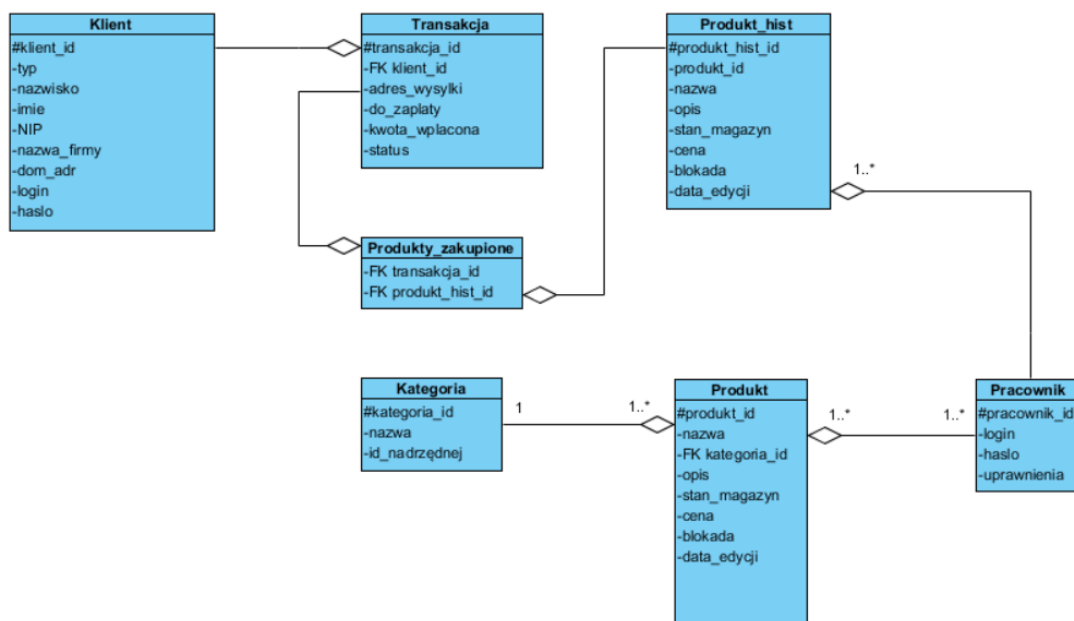 Klient
#klient_id
-typ
-nazwisko
-imie
-NIP
-nazwa_firmy
-dom_adr
-login
-haslo
Transakcja
#transakcja_id
-FK klient_id
-adres_wysylki
-do_zaplaty
-kwota_wplacona
-status
Produkt_hist
#produkt_hist_id
-produkt_id
-nazwa
-opis
-stan_magazyn
-cena
-blokada
-data_edycji
1..*
Produkty_zakupione
-FK transakcja_id
-FK produkt_hist_id
Kategoria
#kategoria_id
-nazwa
-id_nadrzędnej
1
1..*
Produkt
#produkt_id
-nazwa
-FK kategoria_id
-opis
-stan_magazyn
-cena
-blokada
-data_edycji
1..*
1..*
Pracownik
#pracownik_id
-login
-haslo
-uprawnienia